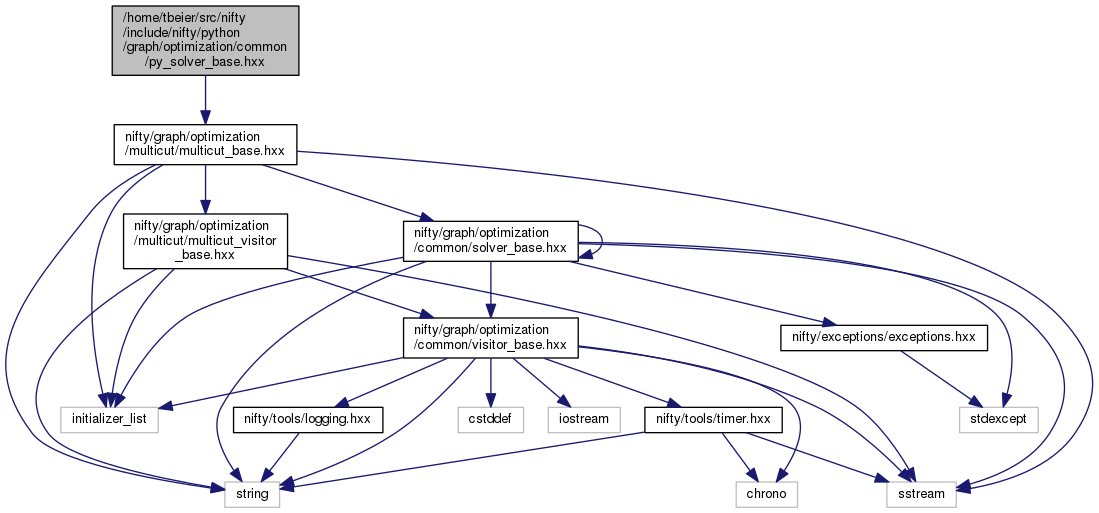 /home/tbeier/src/nifty
/include/nifty/python
/graph/optimization/common
/py_solver_base.hxx
nifty/graph/optimization
/multicut/multicut_base.hxx
nifty/graph/optimization
/multicut/multicut_visitor
_base.hxx
nifty/graph/optimization
/common/solver_base.hxx
nifty/graph/optimization
/common/visitor_base.hxx
nifty/exceptions/exceptions.hxx
initializer_list
nifty/tools/logging.hxx
cstddef
iostream
nifty/tools/timer.hxx
stdexcept
string
chrono
sstream